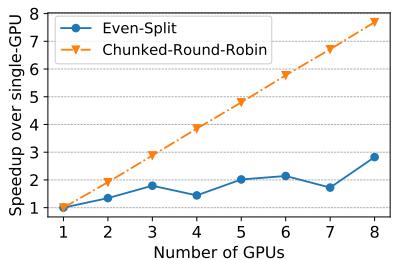 Speedup over single-GPU
8
7
6
5
4
3
2
1
Even-Split
Chunked-Round-Robin
1 2 3 4 5 6 7 8
Number of GPUs